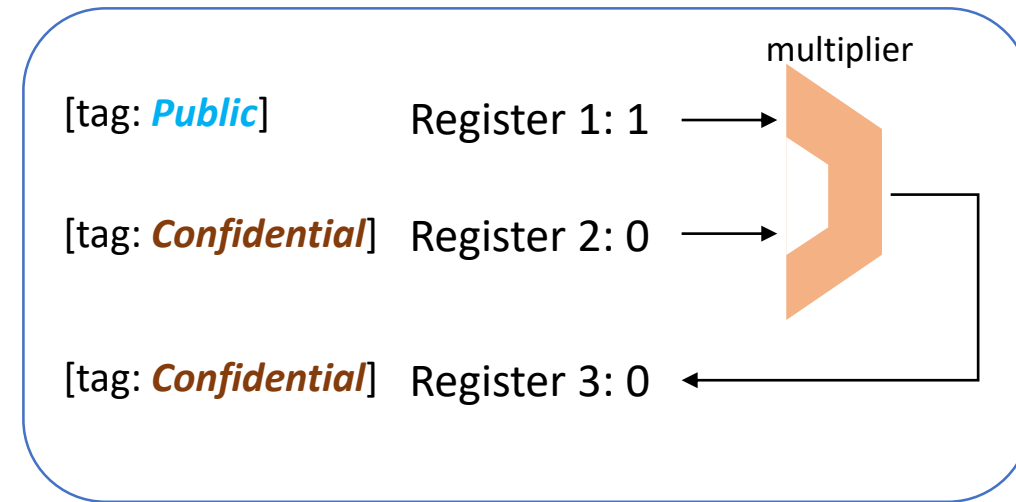 multiplier
[tag: Public] Register 1: 1
[tag: Confidential] Register 2: 0
[tag: Confidential] Register 3: 0